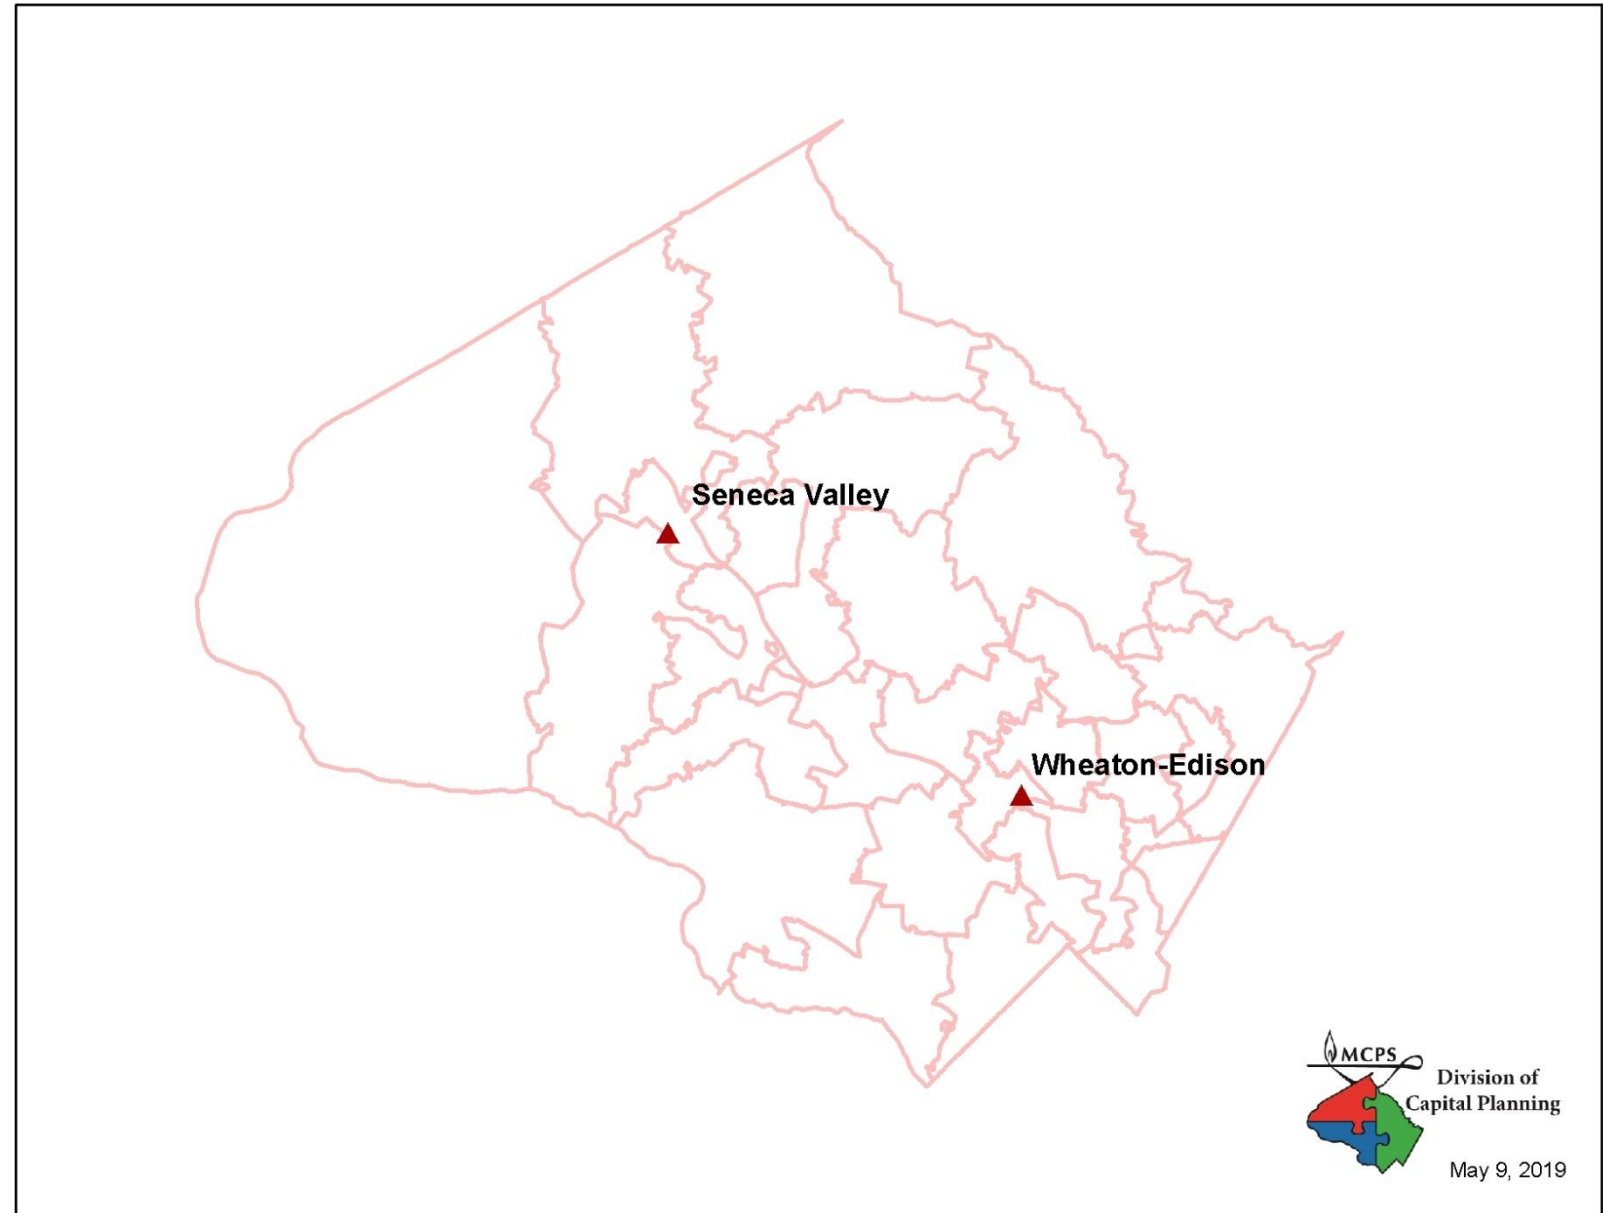 Seneca Valley
Wheaton-Edison
MCPS
Division of
Capital Planning
May 9, 2019